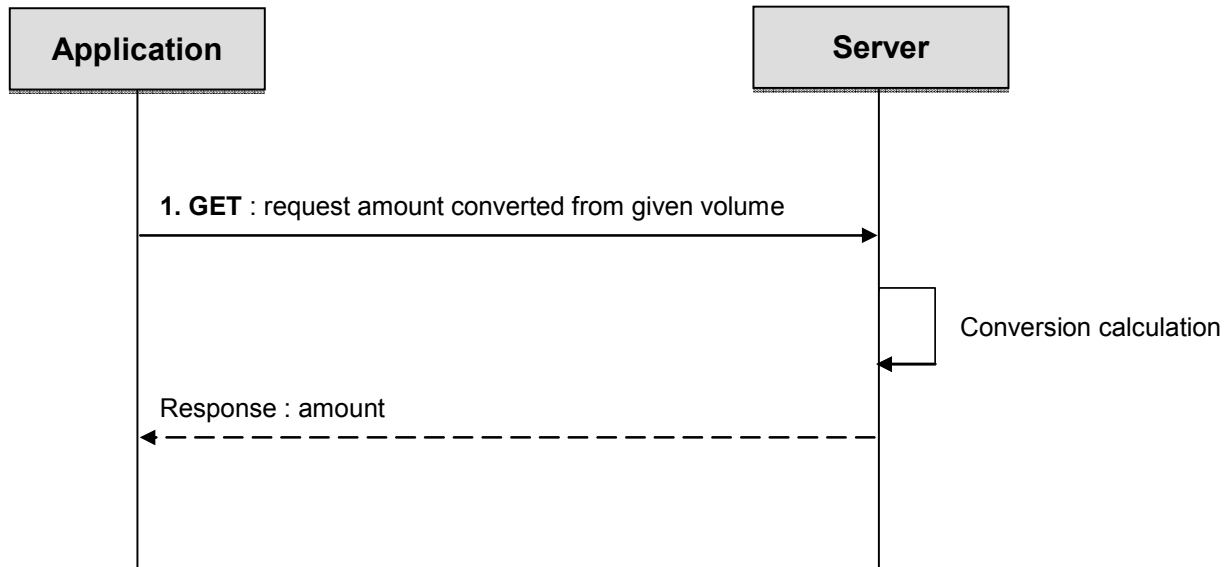 Application
Server
1. GET : request amount converted from given volume
Conversion calculation
Response : amount